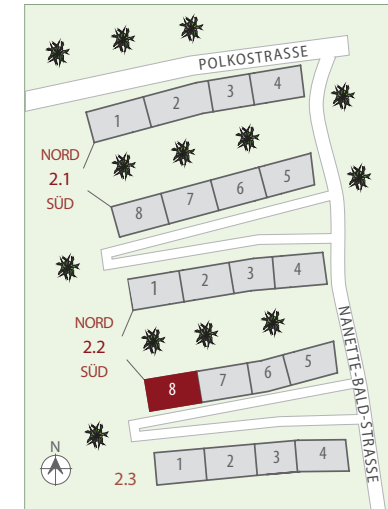 POLKOSTRASSE
1 2 3 4
NORD
2.1
SÜD
8 7 6 5
1 2 3 4
NORD
2.2
SÜD
8 7 6 5
NANETTE-BALD-STRASSE
N
2.3
1 2 3 4